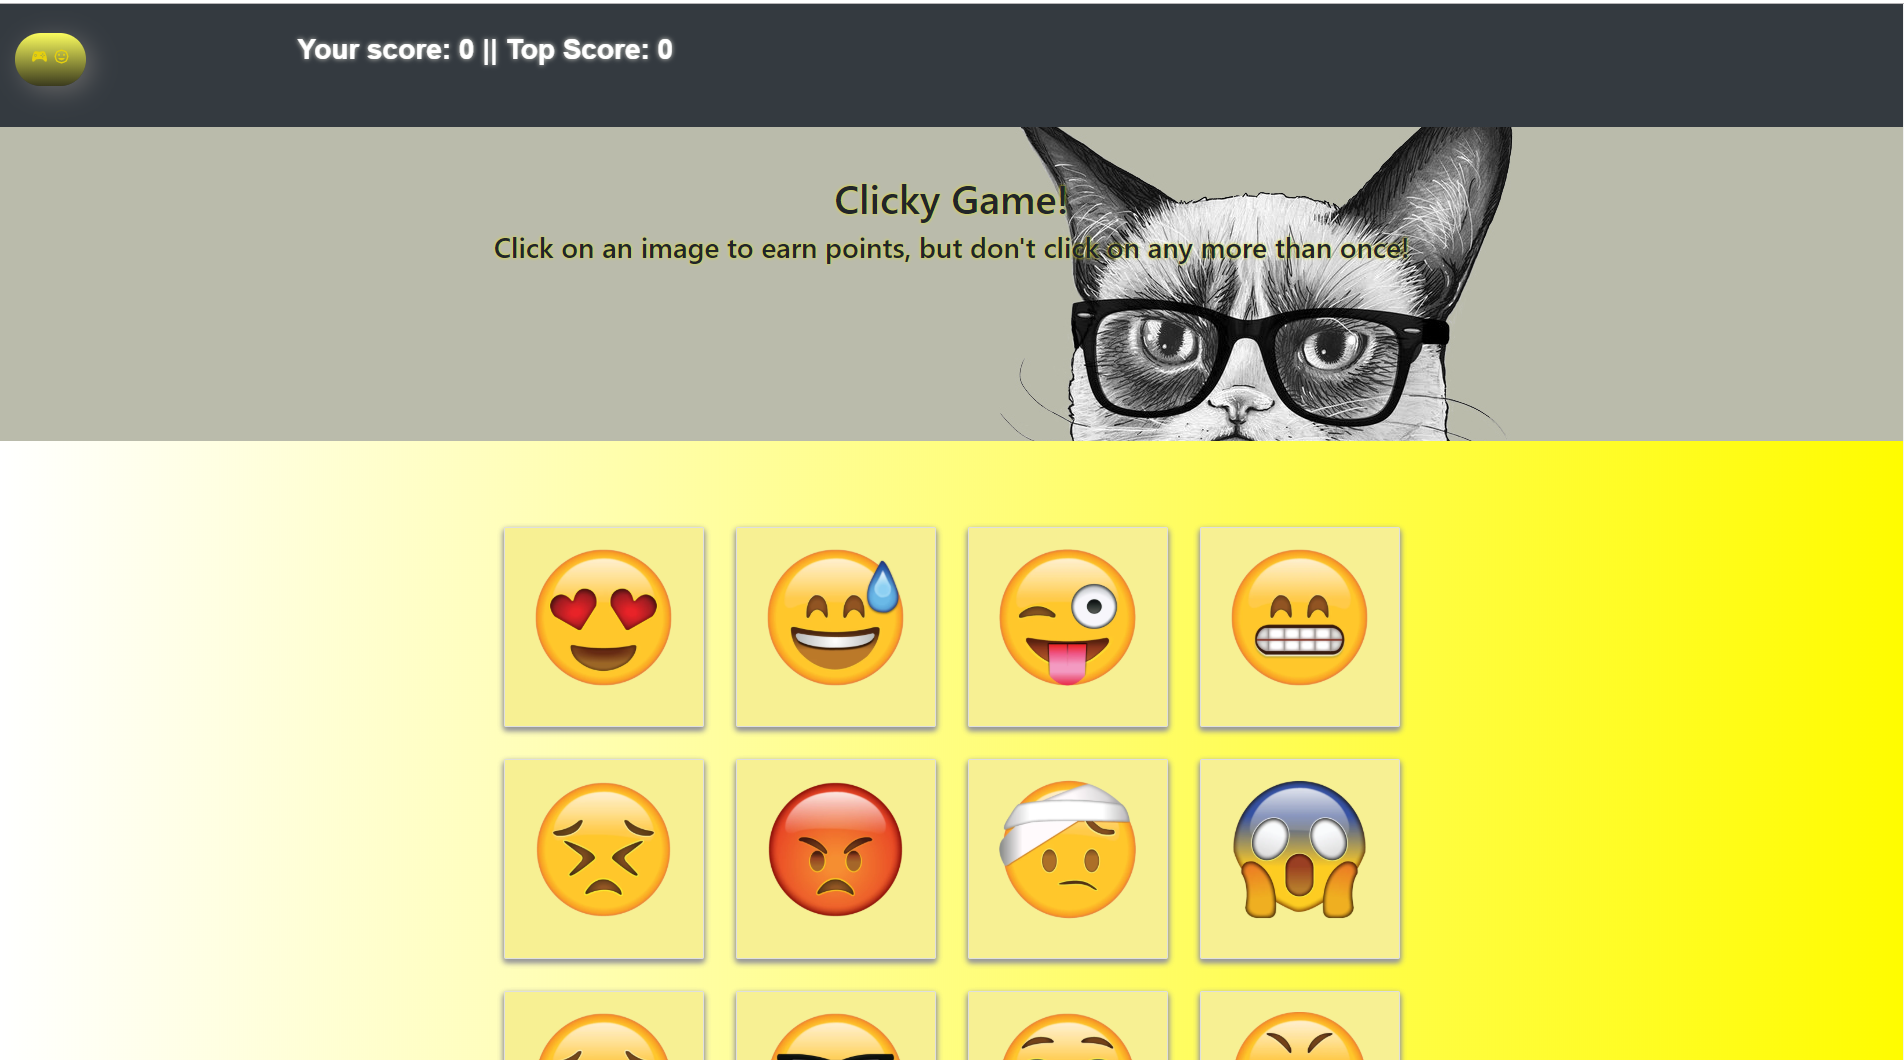 Your score: 0 || Top Score: 0
Clicky Game!
Click on an image to earn points, but don't click on any more than once!